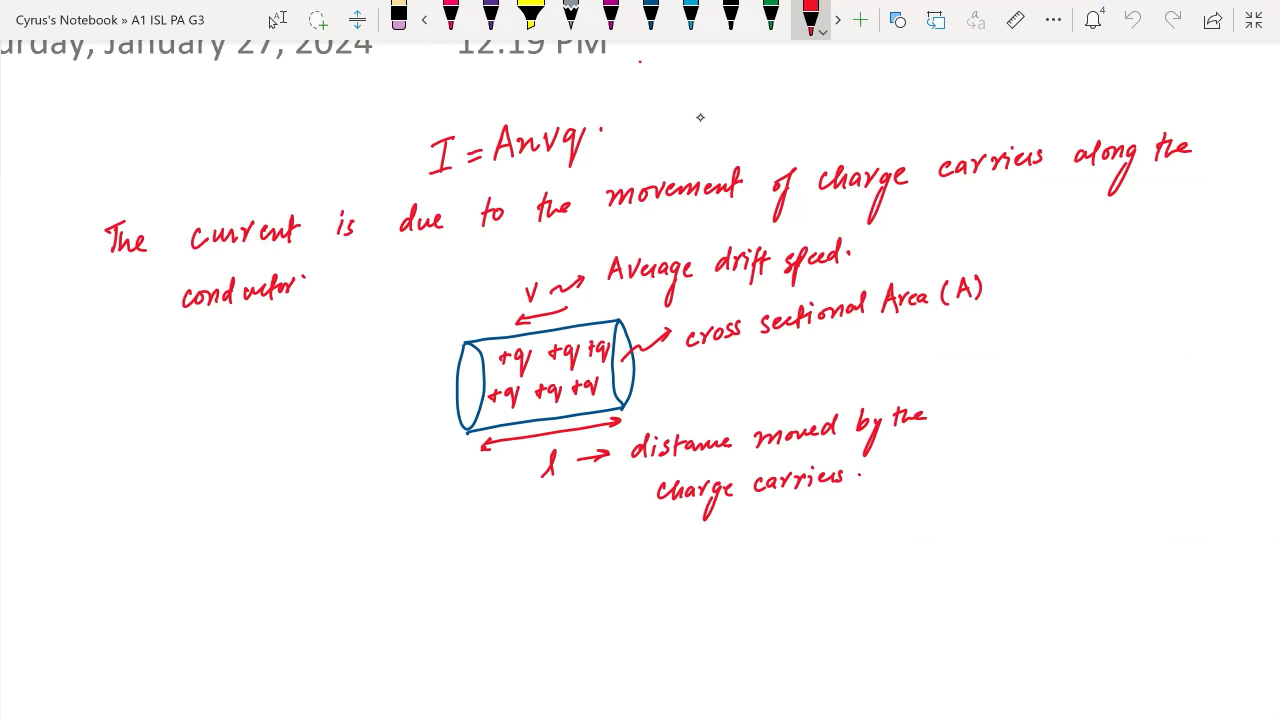 Cyrus's Notebook » A1 ISL PA G3
urday, January 27, 2024 12:19 PM
I = Anvq.
The current is due to the movement of charge carriers along the
conductor.
v → Average drift speed.
→ cross sectional Area (A)
+q +q +q
+q +q +q
l → distance moved by the
charge carriers.